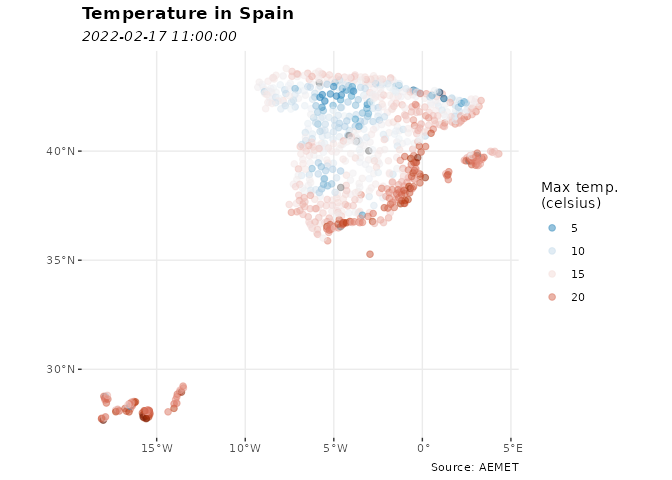 Temperature in Spain
2022-02-17 11:00:00
40°N
35°N
30°N
15°W
10°W
5°W
0°
5°E
Max temp.
(celsius)
5
10
15
20
Source: AEMET